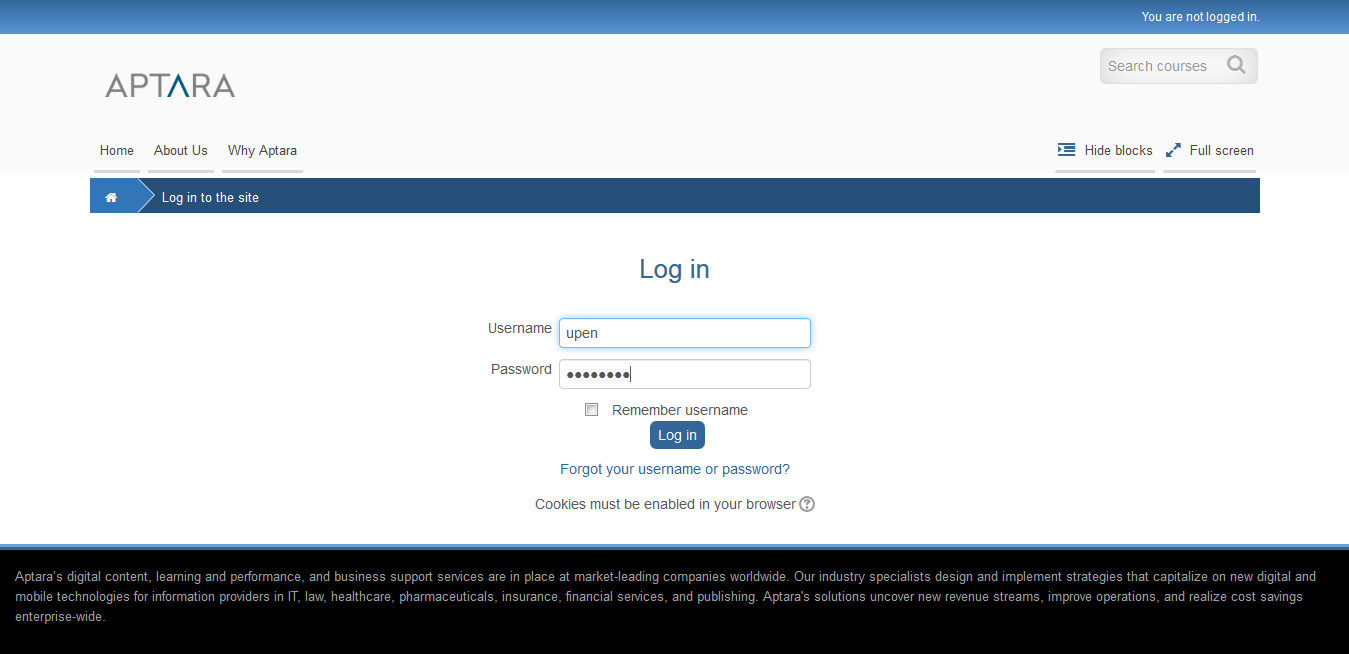 You are not logged in.
APTARA
Search courses
Home About Us Why Aptara Hide blocks Full screen
Log in to the site
Log in
Username upen
Password ••••••••
Remember username
Log in
Forgot your username or password?
Cookies must be enabled in your browser ?
Aptara's digital content, learning and performance, and business support services are in place at market-leading companies worldwide. Our industry specialists design and implement strategies that capitalize on new digital and
mobile technologies for information providers in IT, law, healthcare, pharmaceuticals, insurance, financial services, and publishing. Aptara's solutions uncover new revenue streams, improve operations, and realize cost savings
enterprise-wide.